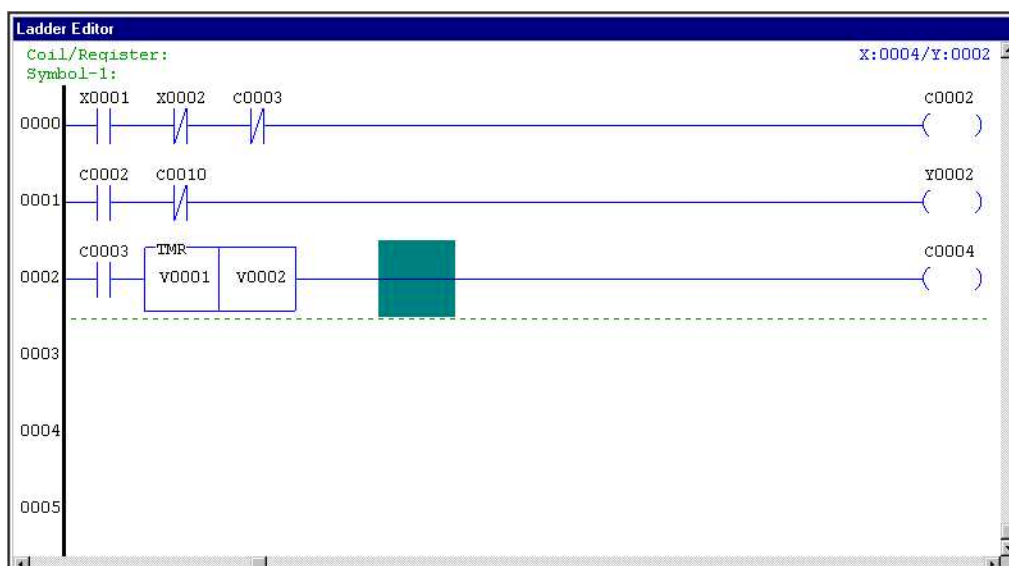 Ladder Editor
Coil/Register: X:0004/Y:0002
Symbol-1:
X0001 X0002 C0003 C0002
0000
C0002 C0010 Y0002
0001
C0003 TMR C0004
0002 V0001 V0002
0003
0004
0005